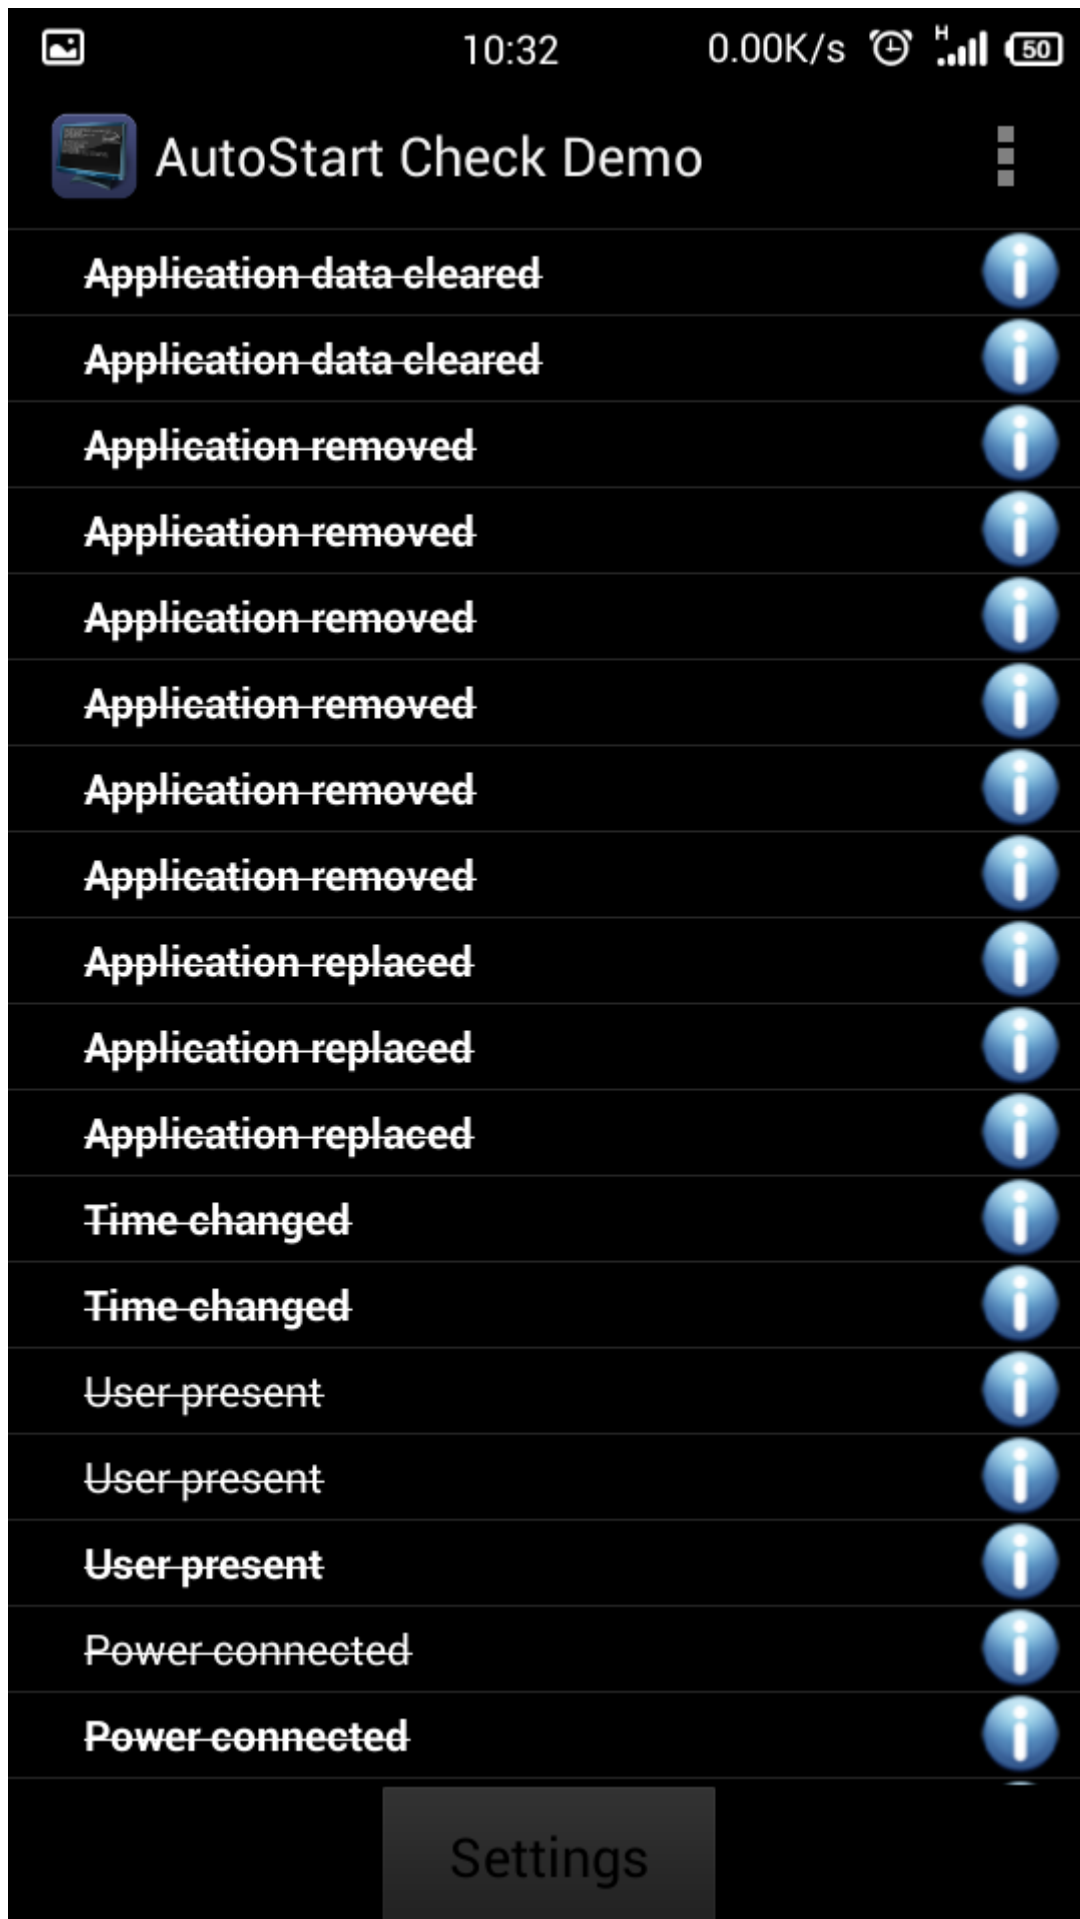 10:32 0.00K/s H 50
AutoStart Check Demo
Application data cleared
Application data cleared
Application removed
Application removed
Application removed
Application removed
Application removed
Application removed
Application replaced
Application replaced
Application replaced
Time changed
Time changed
User present
User present
User present
Power connected
Power connected
Settings